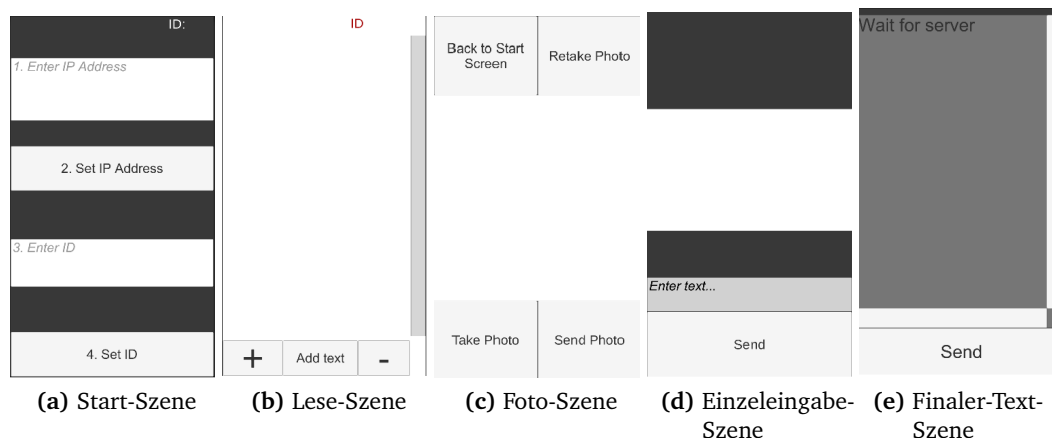 ID:
1. Enter IP Address
2. Set IP Address
3. Enter ID
4. Set ID
(a) Start-Szene
ID
+ Add text -
(b) Lese-Szene
Back to Start
Screen
Retake Photo
Take Photo
Send Photo
(c) Foto-Szene
Enter text...
Send
(d) Einzeleingabe-
Szene
Wait for server
Send
(e) Finaler-Text-
Szene